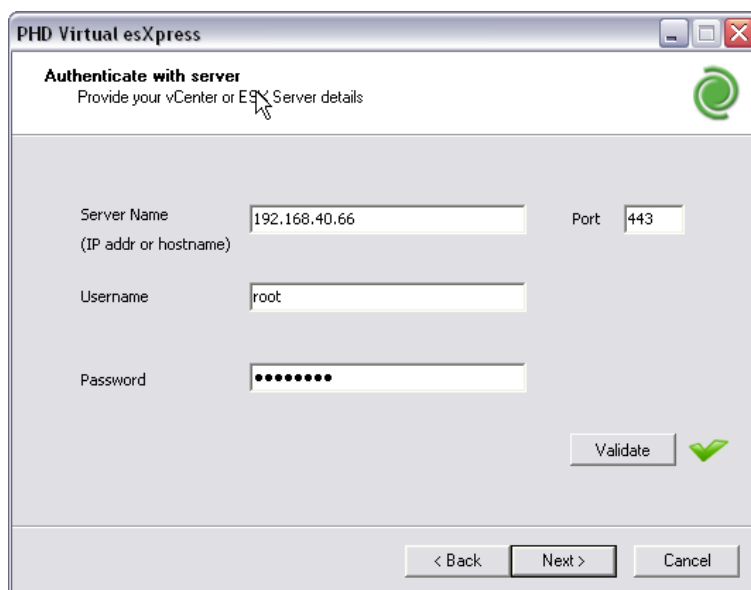 PHD Virtual esXpress
Authenticate with server
Provide your vCenter or ESX Server details
Server Name
192.168.40.66
Port
443
(IP addr or hostname)
Username
root
Password
••••••••
Validate
< Back
Next >
Cancel